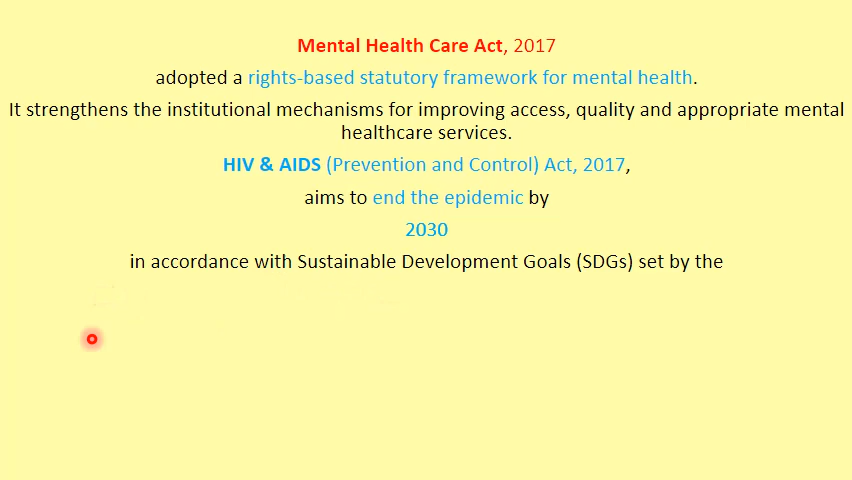 Mental Health Care Act, 2017
adopted a rights-based statutory framework for mental health.
It strengthens the institutional mechanisms for improving access, quality and appropriate mental
healthcare services.
HIV & AIDS (Prevention and Control) Act, 2017,
aims to end the epidemic by
2030
in accordance with Sustainable Development Goals (SDGs) set by the